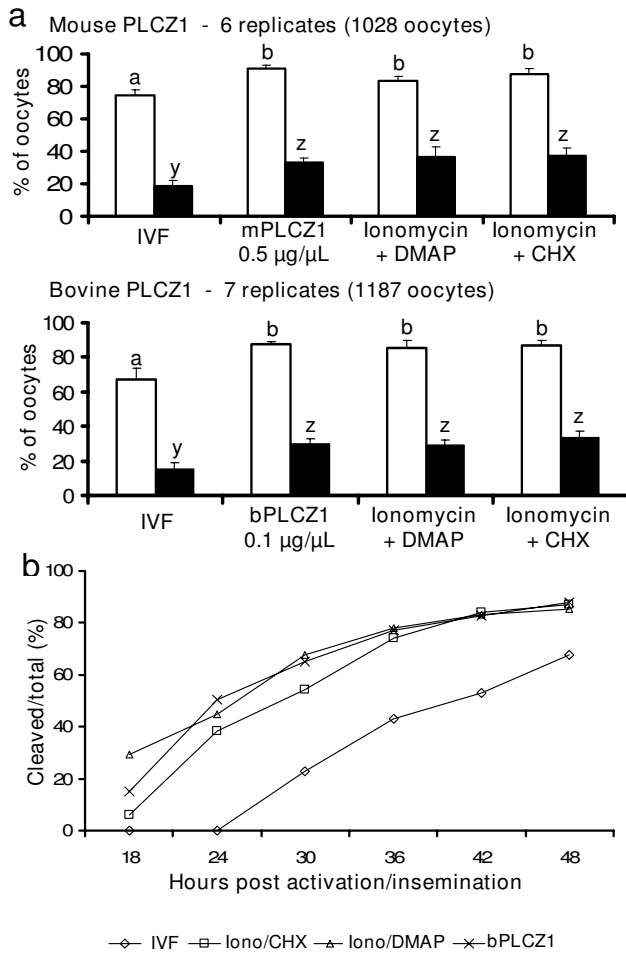 a
Mouse PLCZ1 - 6 replicates (1028 oocytes)
% of oocytes
100
80
60
40
20
0
a
y
b
z
b
z
b
z
IVF
mPLCZ1
0.5 µg/µL
Ionomycin
+ DMAP
Ionomycin
+ CHX
Bovine PLCZ1 - 7 replicates (1187 oocytes)
% of oocytes
100
80
60
40
20
0
a
y
b
z
b
z
b
z
IVF
bPLCZ1
0.1 µg/µL
Ionomycin
+ DMAP
Ionomycin
+ CHX
b
Cleaved/total (%)
100
80
60
40
20
0
18 24 30 36 42 48
Hours post activation/insemination
IVF Iono/CHX Iono/DMAP bPLCZ1